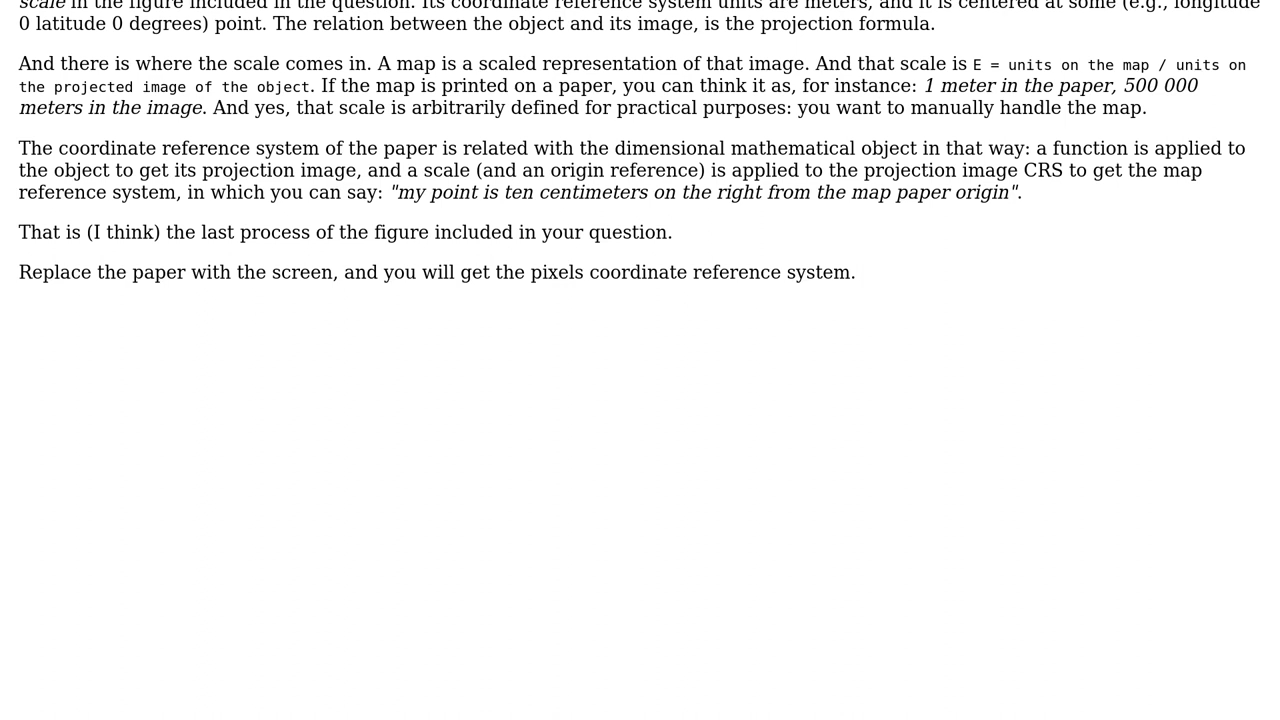 scale in the figure included in the question. Its coordinate reference system units are meters, and it is centered at some (e.g., longitude
0 latitude 0 degrees) point. The relation between the object and its image, is the projection formula.
And there is where the scale comes in. A map is a scaled representation of that image. And that scale is E = units on the map / units on
the projected image of the object. If the map is printed on a paper, you can think it as, for instance: 1 meter in the paper, 500 000
meters in the image. And yes, that scale is arbitrarily defined for practical purposes: you want to manually handle the map.
The coordinate reference system of the paper is related with the dimensional mathematical object in that way: a function is applied to
the object to get its projection image, and a scale (and an origin reference) is applied to the projection image CRS to get the map
reference system, in which you can say: "my point is ten centimeters on the right from the map paper origin".
That is (I think) the last process of the figure included in your question.
Replace the paper with the screen, and you will get the pixels coordinate reference system.